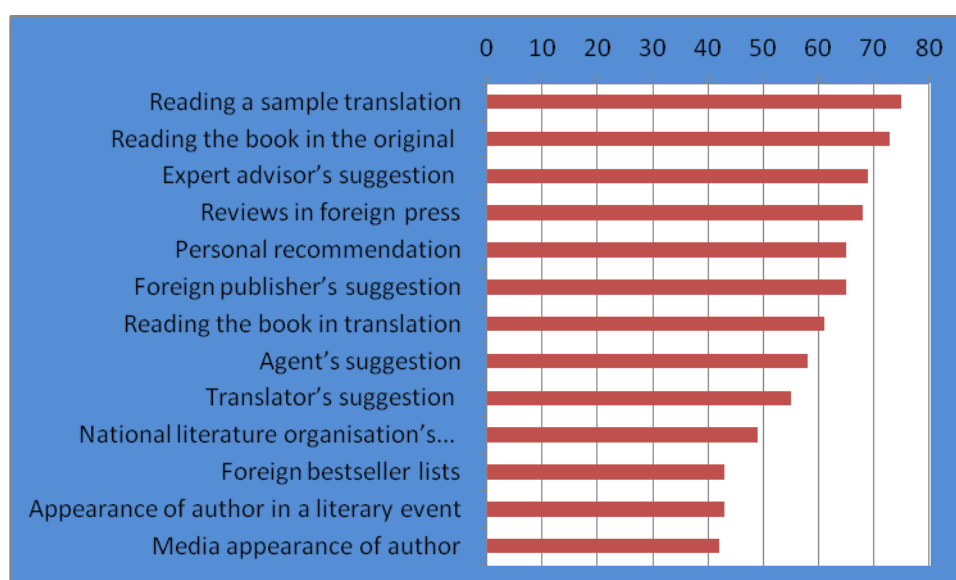 0 10 20 30 40 50 60 70 80
Reading a sample translation
Reading the book in the original
Expert advisor’s suggestion
Reviews in foreign press
Personal recommendation
Foreign publisher’s suggestion
Reading the book in translation
Agent’s suggestion
Translator’s suggestion
National literature organisation’s...
Foreign bestseller lists
Appearance of author in a literary event
Media appearance of author